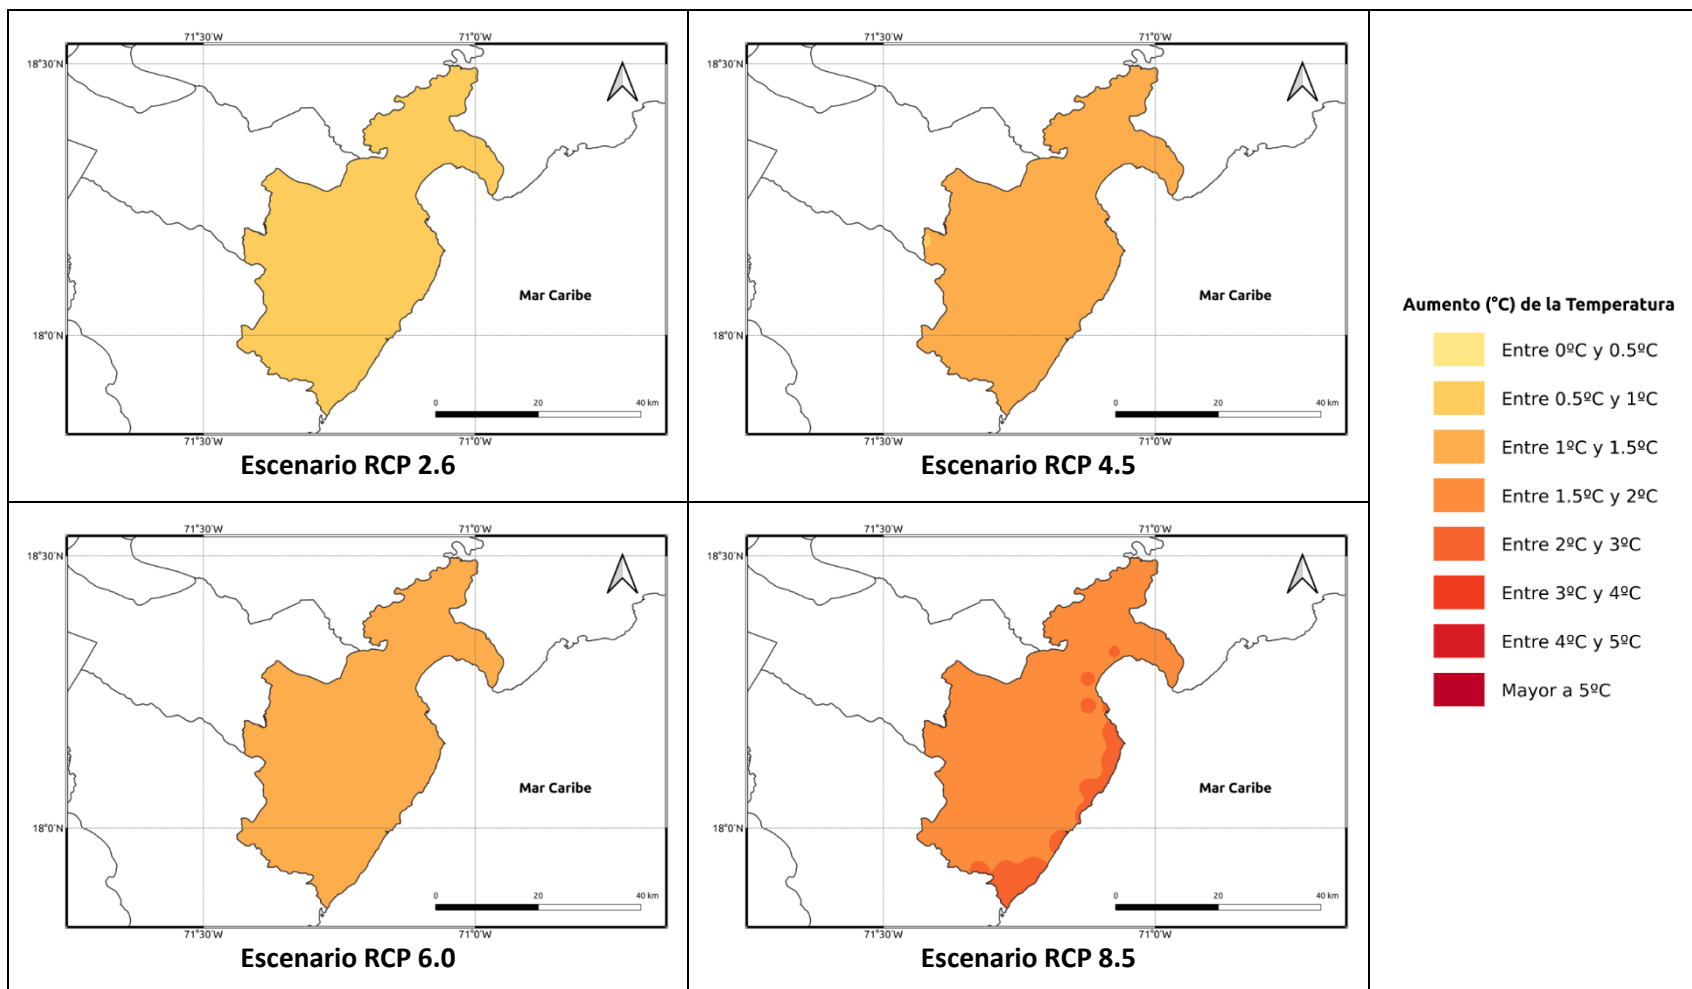 71°30'W
71°0'W
18°30'N
18°0'N
Mar Caribe
0
20
40 km
71°30'W
71°0'W
Escenario RCP 2.6
71°30'W
71°0'W
18°30'N
18°0'N
Mar Caribe
0
20
40 km
71°30'W
71°0'W
Escenario RCP 4.5
71°30'W
71°0'W
18°30'N
18°0'N
Mar Caribe
0
20
40 km
71°30'W
71°0'W
Escenario RCP 6.0
71°30'W
71°0'W
18°30'N
18°0'N
Mar Caribe
0
20
40 km
71°30'W
71°0'W
Escenario RCP 8.5
Aumento (°C) de la Temperatura
Entre 0ºC y 0.5ºC
Entre 0.5ºC y 1ºC
Entre 1ºC y 1.5ºC
Entre 1.5ºC y 2ºC
Entre 2ºC y 3ºC
Entre 3ºC y 4ºC
Entre 4ºC y 5ºC
Mayor a 5ºC